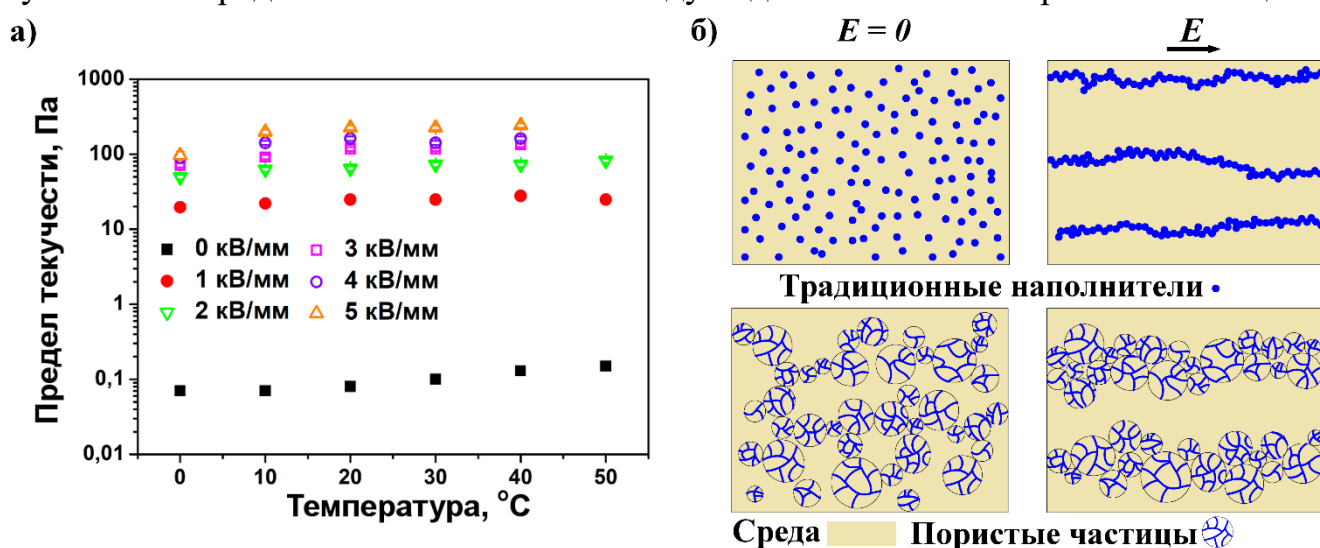 а)
1000
100
10
1
0,1
0,01
Предел текучести, Па
0 кВ/мм
1 кВ/мм
2 кВ/мм
3 кВ/мм
4 кВ/мм
5 кВ/мм
0 10 20 30 40 50
Температура, °C
б)
E = 0
E
Традиционные наполнители
Среда
Пористые частицы